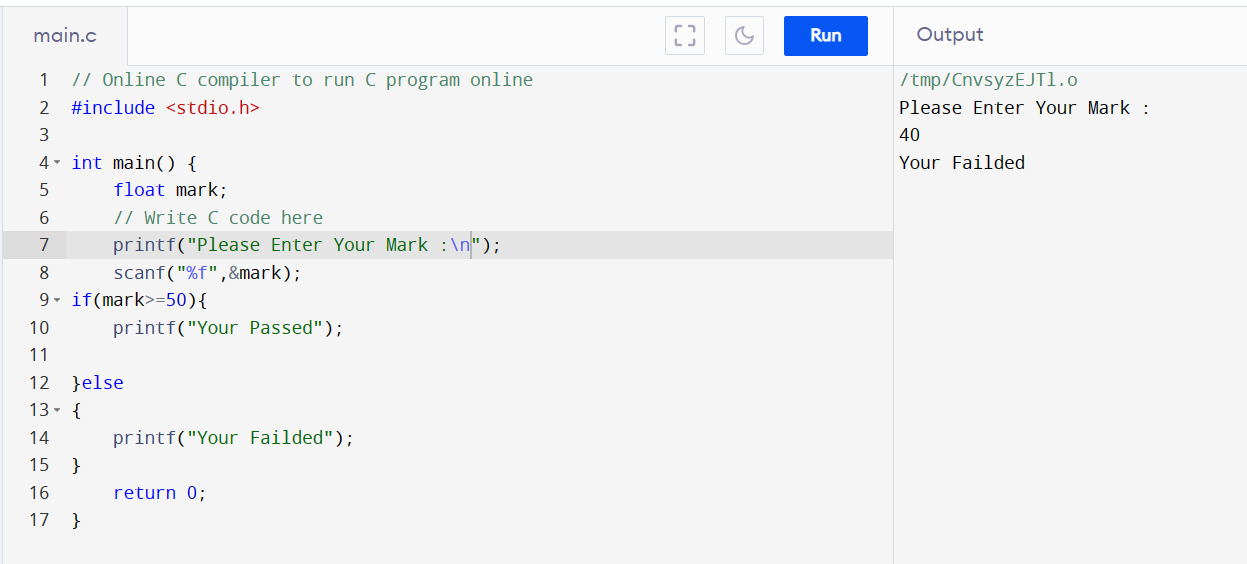 main.c
Run
Output
1 // Online C compiler to run C program online
2 #include <stdio.h>
3
4 int main() {
5     float mark;
6     // Write C code here
7     printf("Please Enter Your Mark :\n");
8     scanf("%f",&mark);
9 if(mark>=50){
10     printf("Your Passed");
11
12 }else
13 {
14     printf("Your Failded");
15 }
16     return 0;
17 }
/tmp/CnvsyzEJTl.o
Please Enter Your Mark :
40
Your Failded